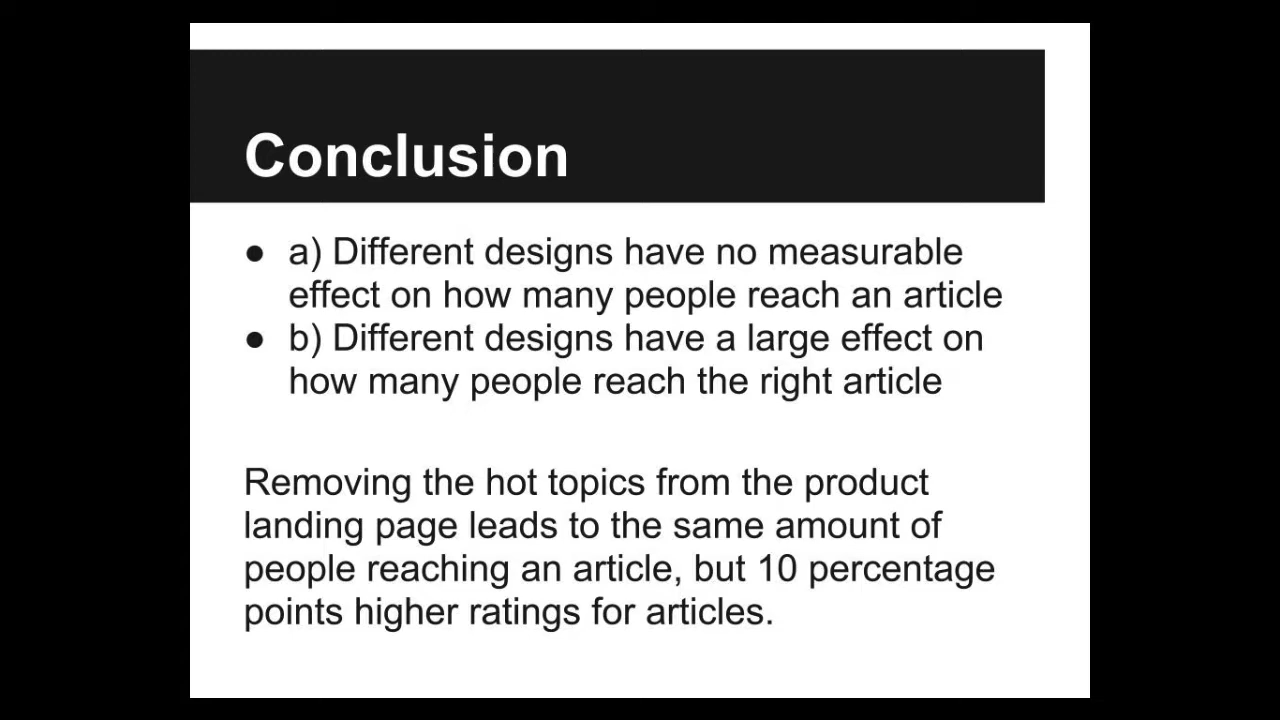 Conclusion
● a) Different designs have no measurable
effect on how many people reach an article
● b) Different designs have a large effect on
how many people reach the right article
Removing the hot topics from the product
landing page leads to the same amount of
people reaching an article, but 10 percentage
points higher ratings for articles.